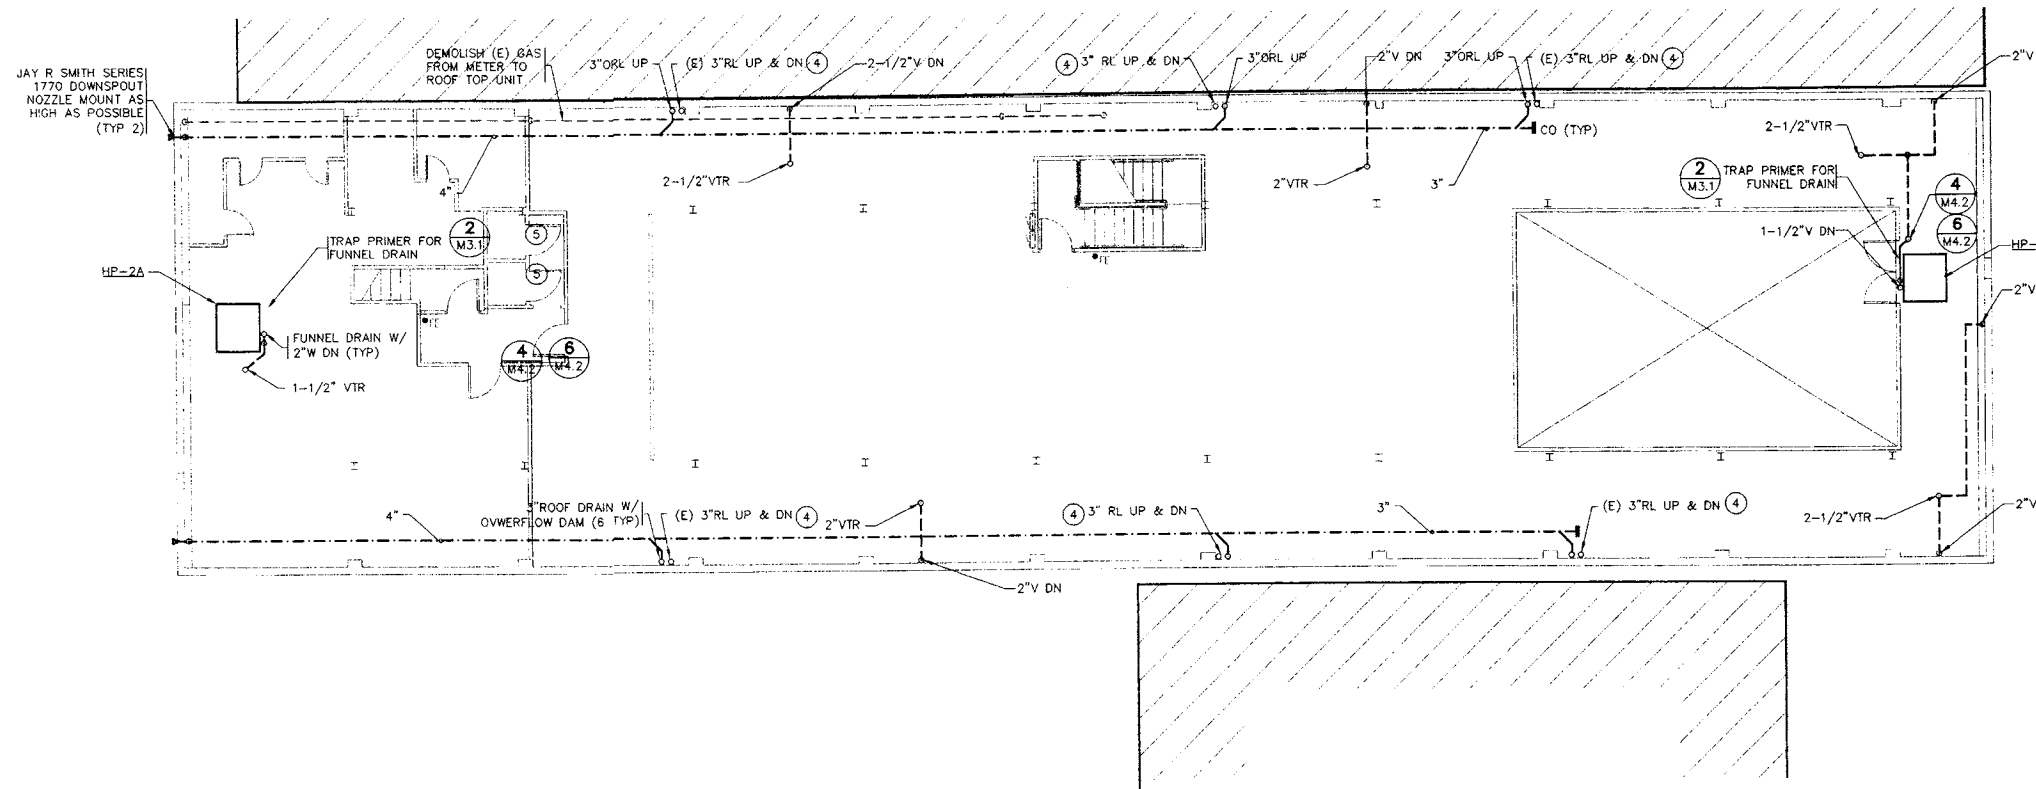 JAY R SMITH SERIES
1770 DOWNSPOUT
NOZZLE MOUNT AS
HIGH AS POSSIBLE
(TYP 2)
DEMOLISH (E) GAS
FROM METER TO
ROOF TOP UNIT
3"ORL UP
(E) 3"RL UP & DN 4
2-1/2"V DN
4 3" RL UP & DN
3"ORL UP
2"V DN
3"ORL UP
(E) 3"RL UP & DN 4
2"V
CO (TYP)
2-1/2"VTR
4"
2-1/2"VTR
2"VTR
3"
2
M3.1
TRAP PRIMER FOR
FUNNEL DRAIN
4
M4.2
6
M4.2
1-1/2"V DN
HP-
2"V
2
M3.1
TRAP PRIMER FOR
FUNNEL DRAIN
5
5
HP-2A
FE
FE
FUNNEL DRAIN W/
2"W DN (TYP)
1-1/2" VTR
4
M4.2
6
M4.2
4"
3"ROOF DRAIN W/
OVWERFLOW DAM (6 TYP)
(E) 3"RL UP & DN 4
2"VTR
4 3" RL UP & DN
3"
(E) 3"RL UP & DN 4
2-1/2"VTR
2"V
2"V DN